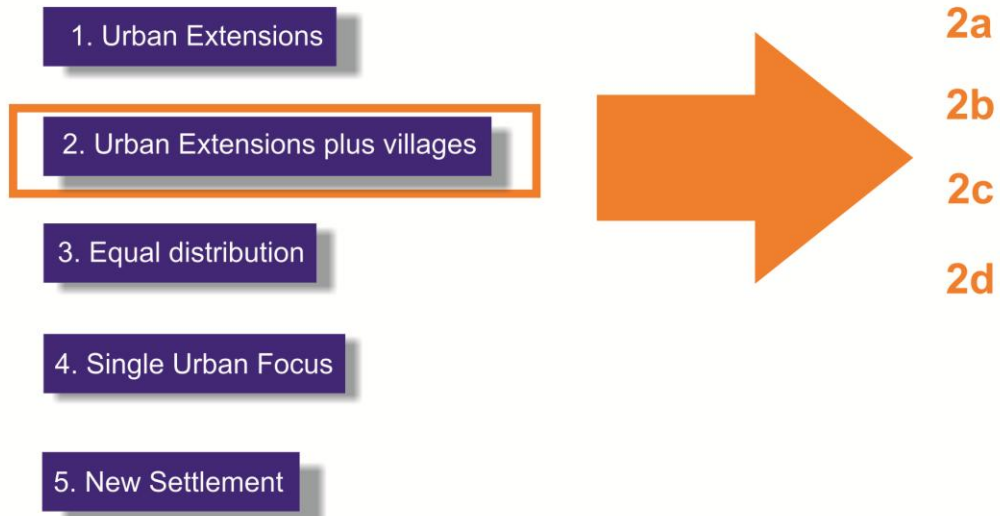 1. Urban Extensions
2. Urban Extensions plus villages
3. Equal distribution
4. Single Urban Focus
5. New Settlement
2a
2b
2c
2d